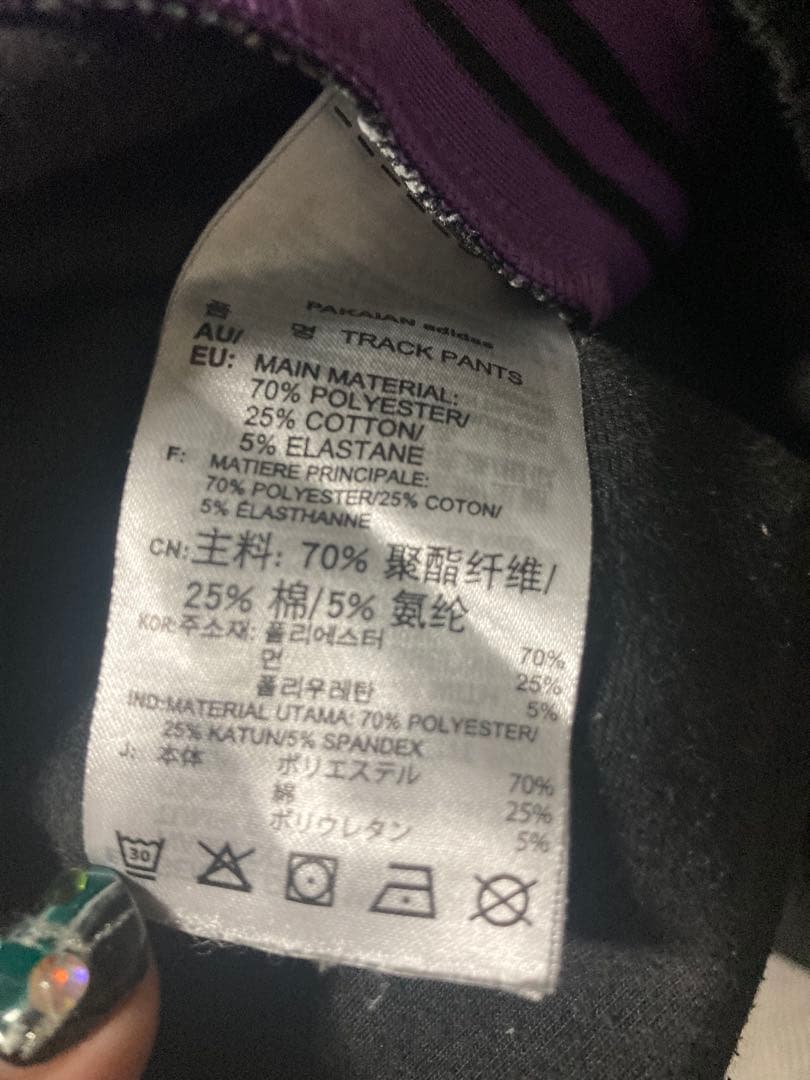 품 PAKAIAN adidas
AU/ 명 TRACK PANTS
EU: MAIN MATERIAL:
70% POLYESTER/
25% COTTON/
5% ELASTANE
F: MATIERE PRINCIPALE:
70% POLYESTER/25% COTON/
5% ÉLASTHANNE
CN: 主料: 70% 聚酯纤维/
25% 棉/5% 氨纶
KOR: 주소재: 폴리에스터 70%
면 25%
폴리우레탄 5%
IND: MATERIAL UTAMA: 70% POLYESTER/
25% KATUN/5% SPANDEX
J: 本体 ポリエステル 70%
綿 25%
ポリウレタン 5%
30